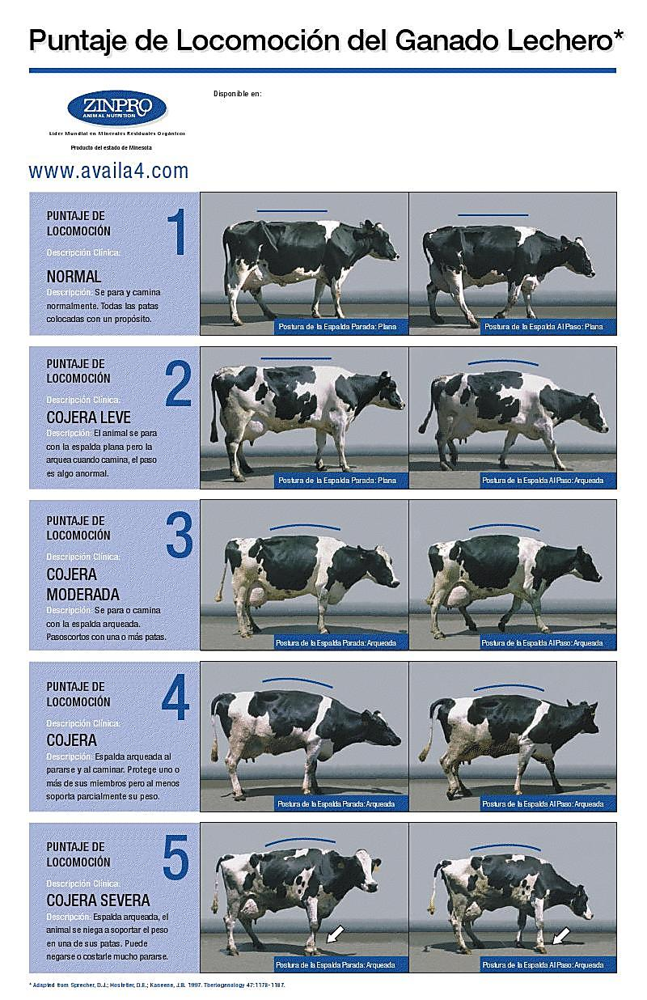 Puntaje de Locomoción del Ganado Lechero*
ZINPRO
ANIMAL NUTRITION
Líder Mundial en Minerales Residuales Orgánicos
Producto del estado de Minesota
Disponible en:
www.availa4.com
PUNTAJE DE
LOCOMOCIÓN
1
Descripción Clínica:
NORMAL
Descripción: Se para y camina
normalmente. Todas las patas
colocadas con un propósito.
Postura de la Espalda Parada: Plana
Postura de la Espalda Al Paso: Plana
PUNTAJE DE
LOCOMOCIÓN
2
Descripción Clínica:
COJERA LEVE
Descripción: El animal se para
con la espalda plana pero la
arquea cuando camina, el paso
es algo anormal.
Postura de la Espalda Parada: Plana
Postura de la Espalda Al Paso: Arqueada
PUNTAJE DE
LOCOMOCIÓN
3
Descripción Clínica:
COJERA
MODERADA
Descripción: Se para o camina
con la espalda arqueada.
Pasoscortos con una o más patas.
Postura de la Espalda Parada: Arqueada
Postura de la Espalda Al Paso: Arqueada
PUNTAJE DE
LOCOMOCIÓN
4
Descripción Clínica:
COJERA
Descripción: Espalda arqueada al
pararse y al caminar. Protege uno o
más de sus miembros pero al menos
soporta parcialmente su peso.
Postura de la Espalda Parada: Arqueada
Postura de la Espalda Al Paso: Arqueada
PUNTAJE DE
LOCOMOCIÓN
5
Descripción Clínica:
COJERA SEVERA
Descripción: Espalda arqueada, el
animal se niega a soportar el peso
en una de sus patas. Puede
negarse o costarle mucho pararse.
Postura de la Espalda Parada: Arqueada
Postura de la Espalda Al Paso: Arqueada
* Adapted from Sprecher, D.J.; Hostetler, D.E.; Kaneene, J.B. 1997. Theriogenology 47:1178-1187.